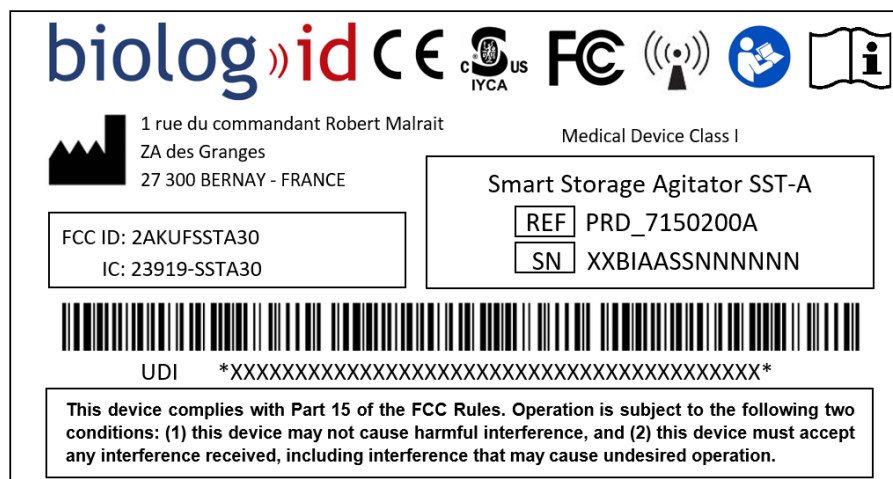 biolog id CE C S US IYCA FC i
1 rue du commandant Robert Malrait
ZA des Granges
27 300 BERNAY - FRANCE
Medical Device Class I
Smart Storage Agitator SST-A
REF PRD_7150200A
SN XXBIAASSNNNNNN
FCC ID: 2AKUFSSTA30
IC: 23919-SSTA30
UDI *XXXXXXXXXXXXXXXXXXXXXXXXXXXXXXXXXXXXXXXXX*
This device complies with Part 15 of the FCC Rules. Operation is subject to the following two
conditions: (1) this device may not cause harmful interference, and (2) this device must accept
any interference received, including interference that may cause undesired operation.